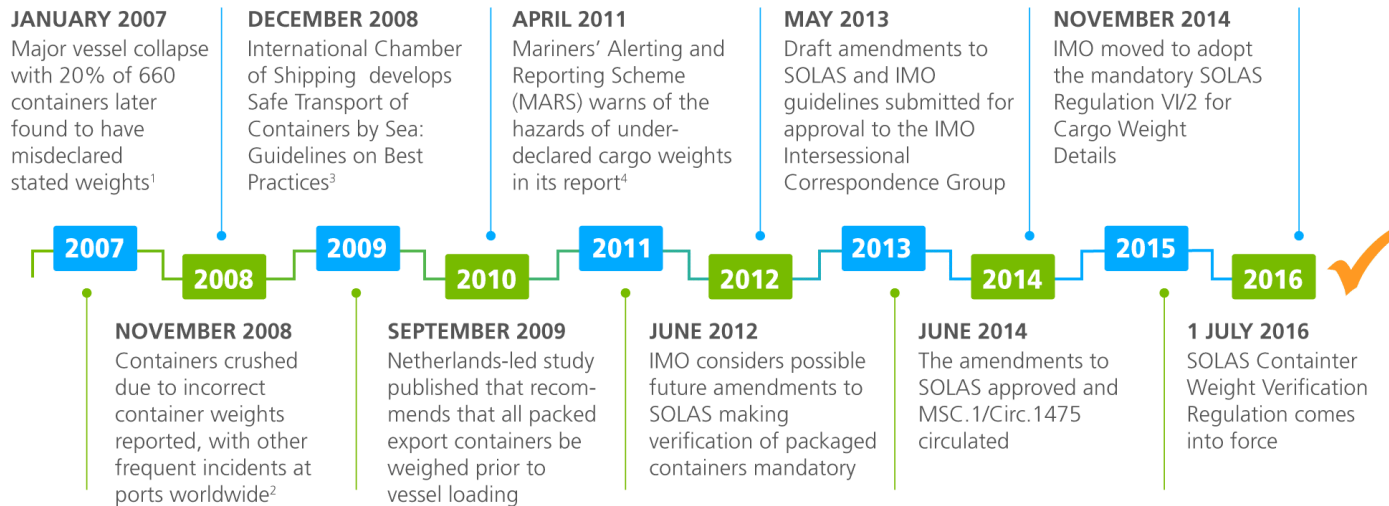 JANUARY 2007
Major vessel collapse
with 20% of 660
containers later
found to have
misdeclared
stated weights¹
DECEMBER 2008
International Chamber
of Shipping  develops
Safe Transport of
Containers by Sea:
Guidelines on Best
Practices³
APRIL 2011
Mariners’ Alerting and
Reporting Scheme
(MARS) warns of the
hazards of under-
declared cargo weights
in its report⁴
MAY 2013
Draft amendments to
SOLAS and IMO
guidelines submitted for
approval to the IMO
Intersessional
Correspondence Group
NOVEMBER 2014
IMO moved to adopt
the mandatory SOLAS
Regulation VI/2 for
Cargo Weight
Details
2007
2008
2009
2010
2011
2012
2013
2014
2015
2016
NOVEMBER 2008
Containers crushed
due to incorrect
container weights
reported, with other
frequent incidents at
ports worldwide²
SEPTEMBER 2009
Netherlands-led study
published that recom-
mends that all packed
export containers be
weighed prior to
vessel loading
JUNE 2012
IMO considers possible
future amendments to
SOLAS making
verification of packaged
containers mandatory
JUNE 2014
The amendments to
SOLAS approved and
MSC.1/Circ.1475
circulated
1 JULY 2016
SOLAS Containter
Weight Verification
Regulation comes
into force